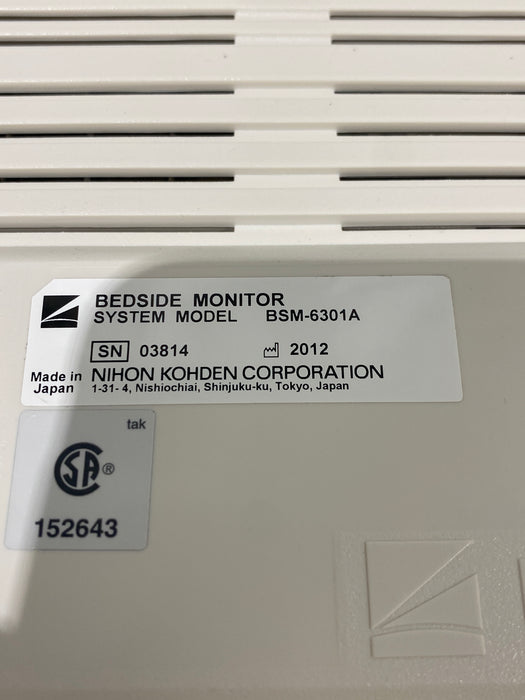 BEDSIDE MONITOR
SYSTEM MODEL BSM-6301A
SN 03814 2012
Made in Japan NIHON KOHDEN CORPORATION
1-31- 4, Nishiochiai, Shinjuku-ku, Tokyo, Japan
tak
CSA ®
152643